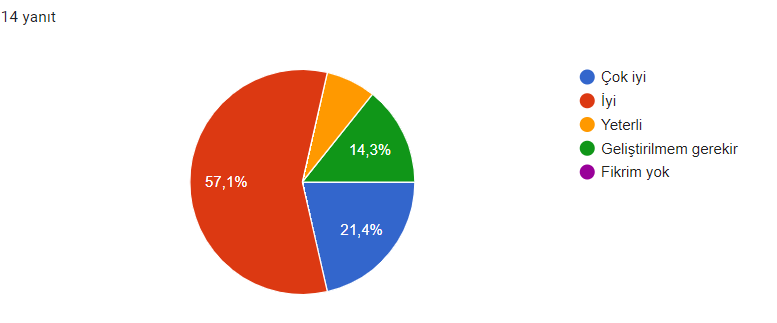 14 yanıt
Çok iyi
İyi
Yeterli
Geliştirilmem gerekir
Fikrim yok
14,3%
57,1%
21,4%